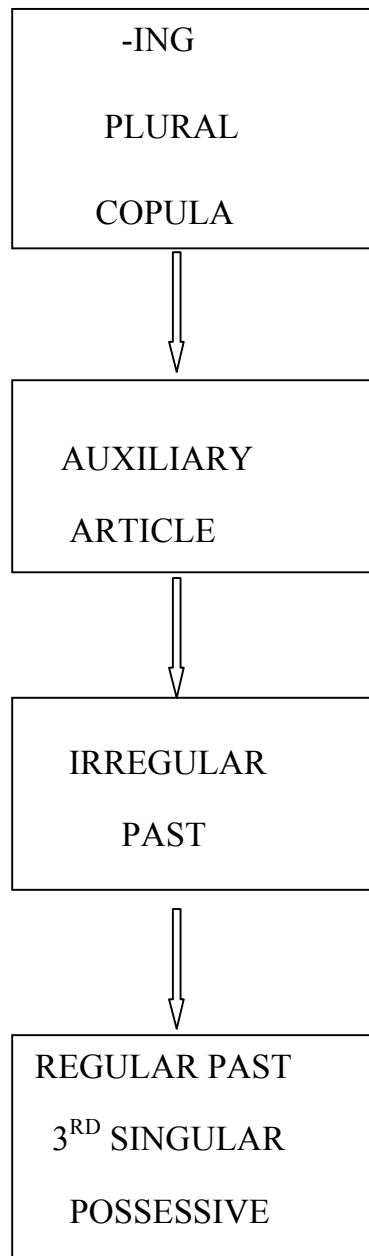 -ING
PLURAL
COPULA
AUXILIARY
ARTICLE
IRREGULAR
PAST
REGULAR PAST
3RD SINGULAR
POSSESSIVE